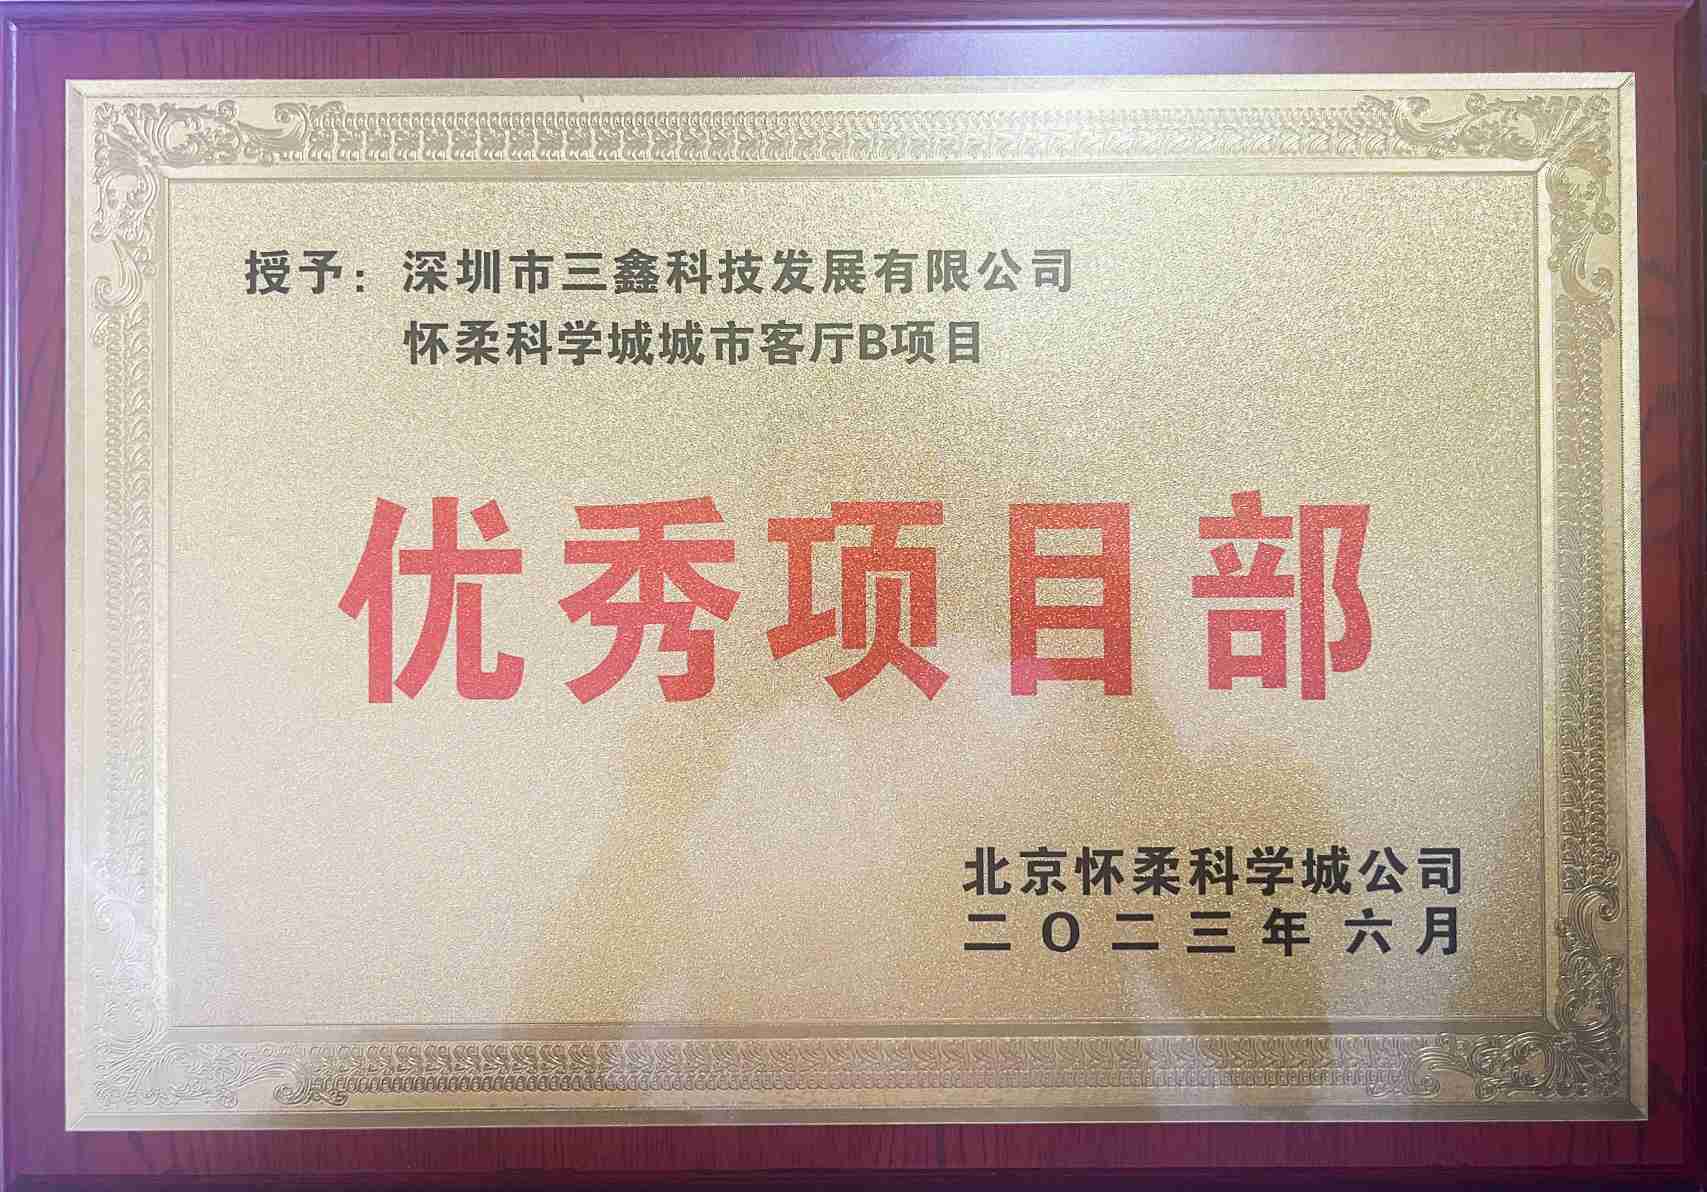 授予：深圳市三鑫科技发展有限公司
怀柔科学城城市客厅B项目
优秀项目部
北京怀柔科学城公司
二O二三年六月